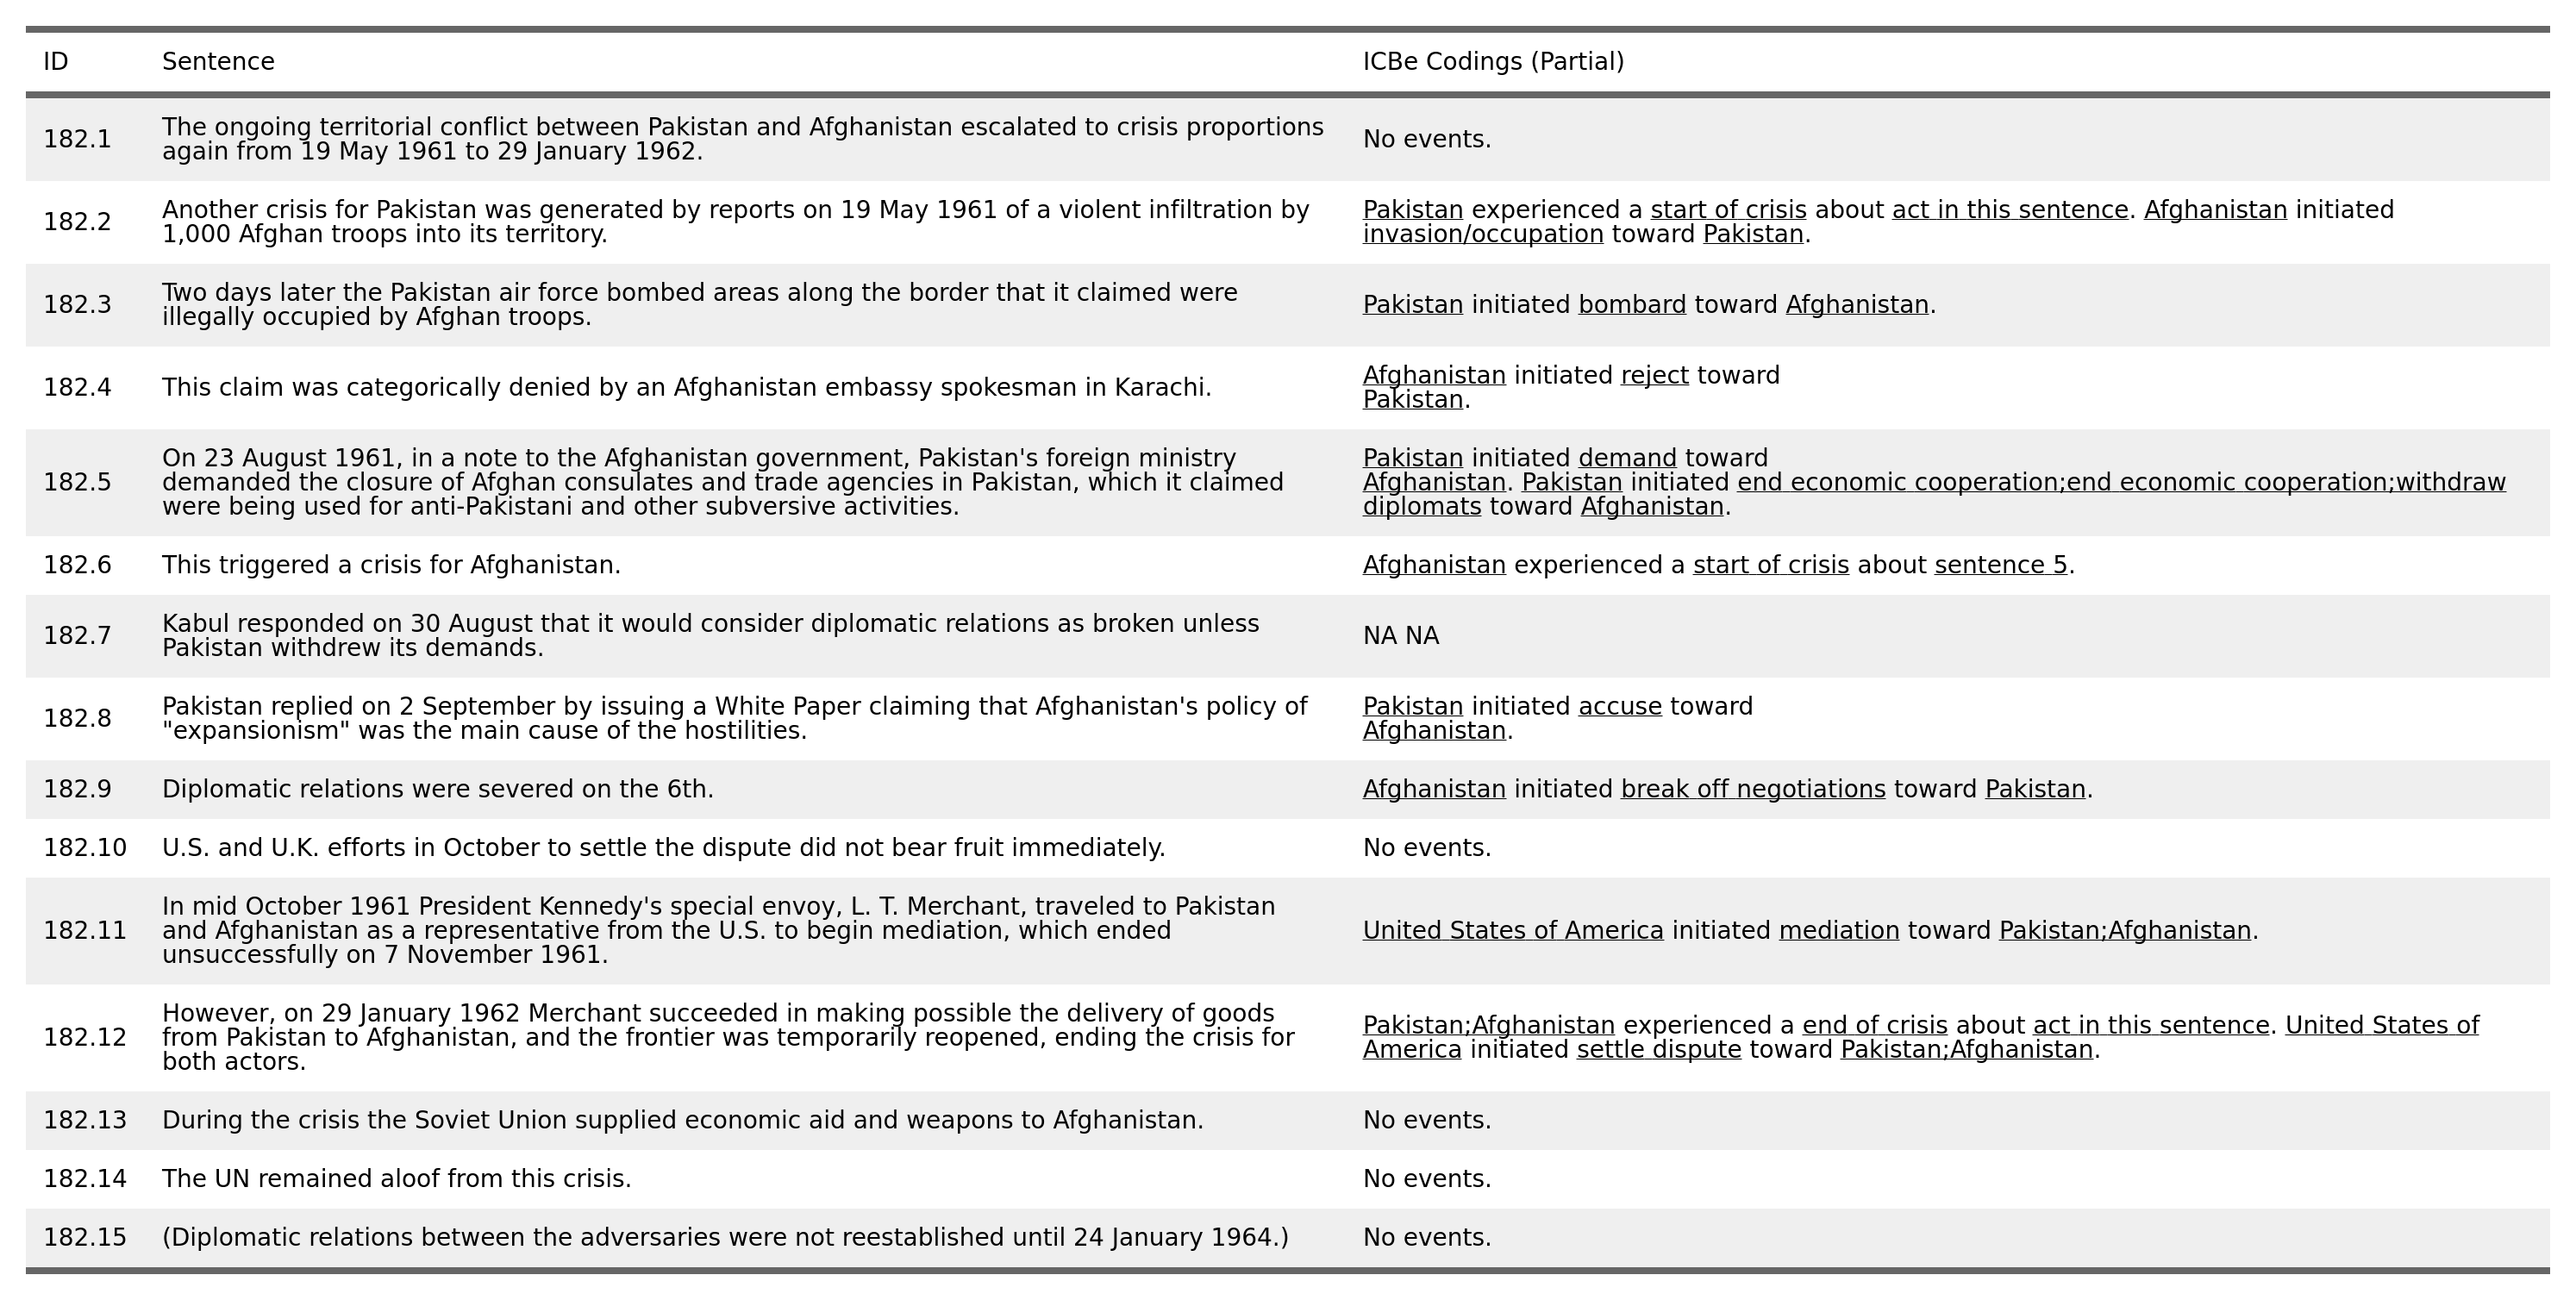 ID Sentence ICBe Codings (Partial)
182.1 The ongoing territorial conflict between Pakistan and Afghanistan escalated to crisis proportions
again from 19 May 1961 to 29 January 1962. No events.
182.2 Another crisis for Pakistan was generated by reports on 19 May 1961 of a violent infiltration by
1,000 Afghan troops into its territory.
Pakistan experienced a start of crisis about act in this sentence. Afghanistan initiated
invasion/occupation toward Pakistan.
182.3 Two days later the Pakistan air force bombed areas along the border that it claimed were
illegally occupied by Afghan troops.
Pakistan initiated bombard toward Afghanistan.
182.4 This claim was categorically denied by an Afghanistan embassy spokesman in Karachi.
Afghanistan initiated reject toward
Pakistan.
182.5 On 23 August 1961, in a note to the Afghanistan government, Pakistan's foreign ministry
demanded the closure of Afghan consulates and trade agencies in Pakistan, which it claimed
were being used for anti-Pakistani and other subversive activities.
Pakistan initiated demand toward
Afghanistan. Pakistan initiated end economic cooperation;end economic cooperation;withdraw
diplomats toward Afghanistan.
182.6 This triggered a crisis for Afghanistan.
Afghanistan experienced a start of crisis about sentence 5.
182.7 Kabul responded on 30 August that it would consider diplomatic relations as broken unless
Pakistan withdrew its demands.
NA NA
182.8 Pakistan replied on 2 September by issuing a White Paper claiming that Afghanistan's policy of
"expansionism" was the main cause of the hostilities.
Pakistan initiated accuse toward
Afghanistan.
182.9 Diplomatic relations were severed on the 6th.
Afghanistan initiated break off negotiations toward Pakistan.
182.10 U.S. and U.K. efforts in October to settle the dispute did not bear fruit immediately.
No events.
182.11 In mid October 1961 President Kennedy's special envoy, L. T. Merchant, traveled to Pakistan
and Afghanistan as a representative from the U.S. to begin mediation, which ended
unsuccessfully on 7 November 1961.
United States of America initiated mediation toward Pakistan;Afghanistan.
182.12 However, on 29 January 1962 Merchant succeeded in making possible the delivery of goods
from Pakistan to Afghanistan, and the frontier was temporarily reopened, ending the crisis for
both actors.
Pakistan;Afghanistan experienced a end of crisis about act in this sentence. United States of
America initiated settle dispute toward Pakistan;Afghanistan.
182.13 During the crisis the Soviet Union supplied economic aid and weapons to Afghanistan.
No events.
182.14 The UN remained aloof from this crisis.
No events.
182.15 (Diplomatic relations between the adversaries were not reestablished until 24 January 1964.)
No events.